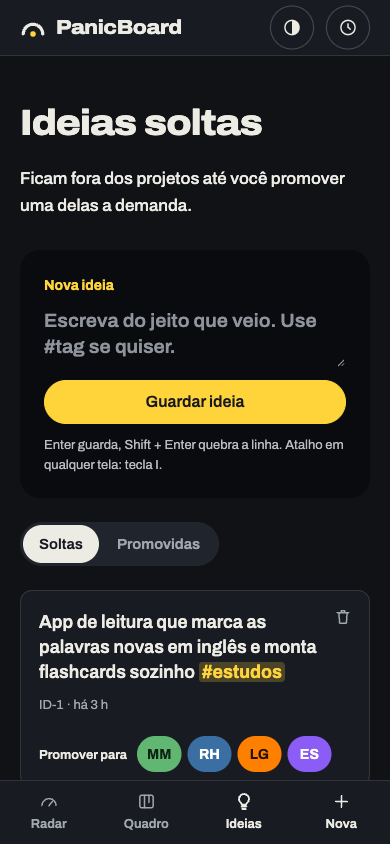 PanicBoard
Ideias soltas
Ficam fora dos projetos até você promover
uma delas a demanda.
Nova ideia
Escreva do jeito que veio. Use
#tag se quiser.
Guardar ideia
Enter guarda, Shift + Enter quebra a linha. Atalho em
qualquer tela: tecla I.
Soltas
Promovidas
App de leitura que marca as
palavras novas em inglês e monta
flashcards sozinho #estudos
ID-1 · há 3 h
Promover para MM RH LG ES
Radar
Quadro
Ideias
Nova